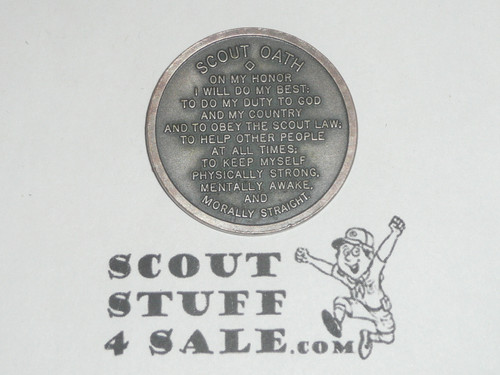 SCOUT OATH
ON MY HONOR
I WILL DO MY BEST:
TO DO MY DUTY TO GOD
AND MY COUNTRY
AND TO OBEY THE SCOUT LAW;
TO HELP OTHER PEOPLE
AT ALL TIMES;
TO KEEP MYSELF
PHYSICALLY STRONG,
MENTALLY AWAKE,
AND
MORALLY STRAIGHT.
SCOUT
STUFF
4 SALE.COM